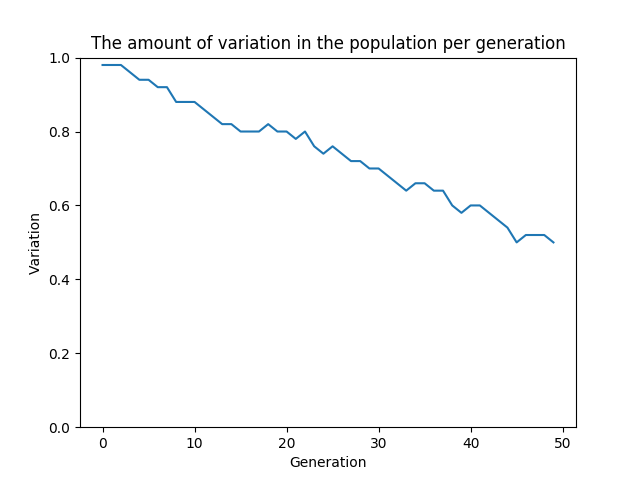 The amount of variation in the population per generation
1.0
0.8
0.6
0.4
0.2
0.0
Variation
0 10 20 30 40 50
Generation